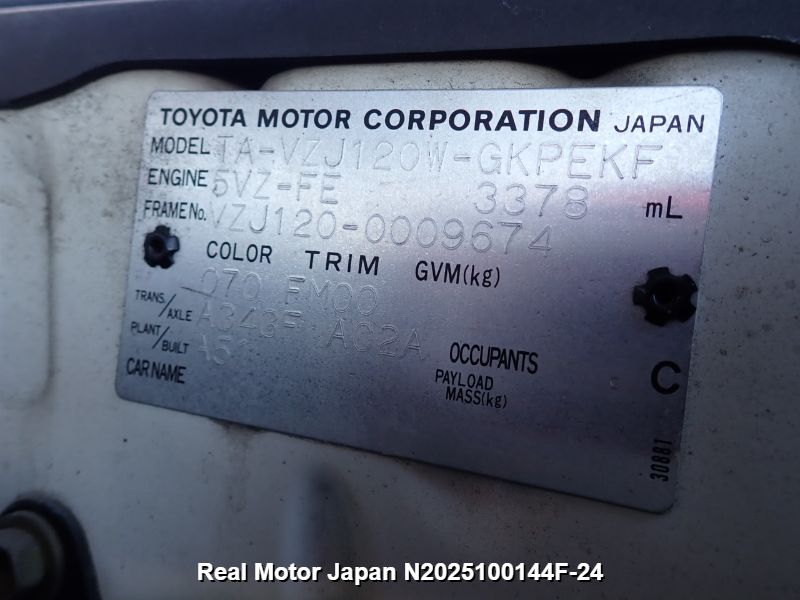 TOYOTA MOTOR CORPORATION JAPAN
MODEL TA-VZJ120W-GKPEKF
ENGINE 5VZ-FE 3378 mL
FRAME No. VZJ120-0009674
COLOR TRIM GVM(kg)
070 FM00
TRANS/AXLE A343F AC2A
PLANT/BUILT A51 OCCUPANTS
CAR NAME PAYLOAD MASS(kg) C
30881
Real Motor Japan N2025100144F-24